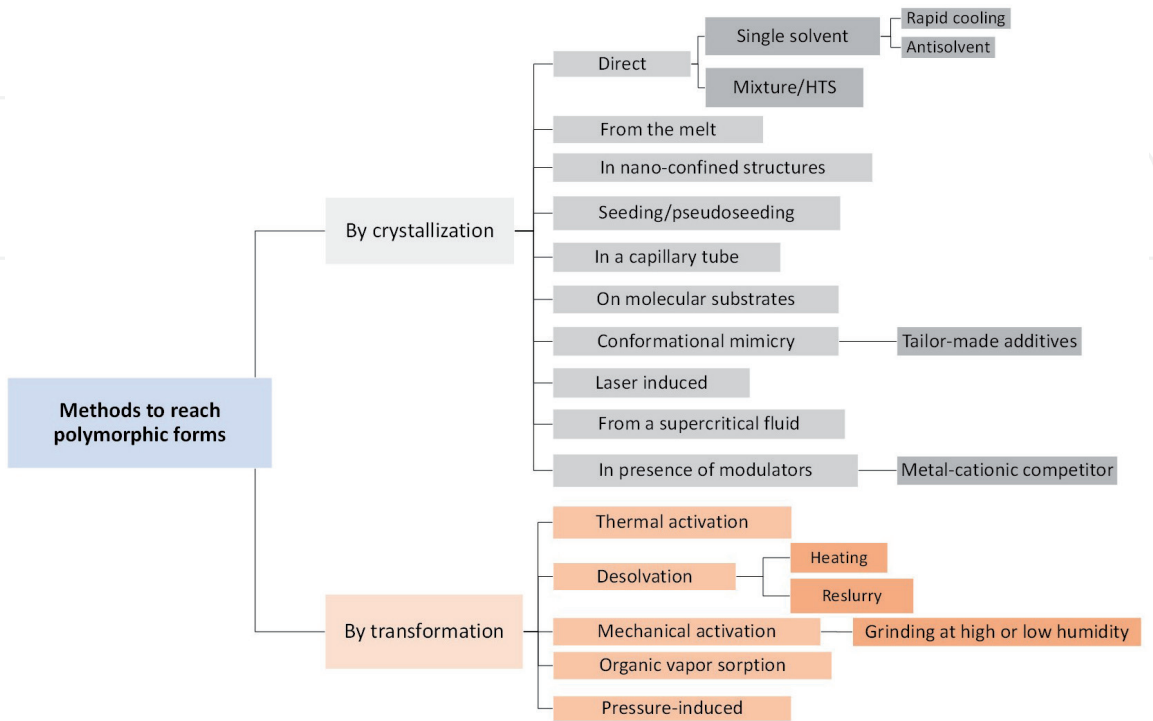 Methods to reach
polymorphic forms
By crystallization
Direct
Single solvent
Rapid cooling
Antisolvent
Mixture/HTS
From the melt
In nano-confined structures
Seeding/pseudoseeding
In a capillary tube
On molecular substrates
Conformational mimicry
Tailor-made additives
Laser induced
From a supercritical fluid
In presence of modulators
Metal-cationic competitor
By transformation
Thermal activation
Desolvation
Heating
Reslurry
Mechanical activation
Grinding at high or low humidity
Organic vapor sorption
Pressure-induced